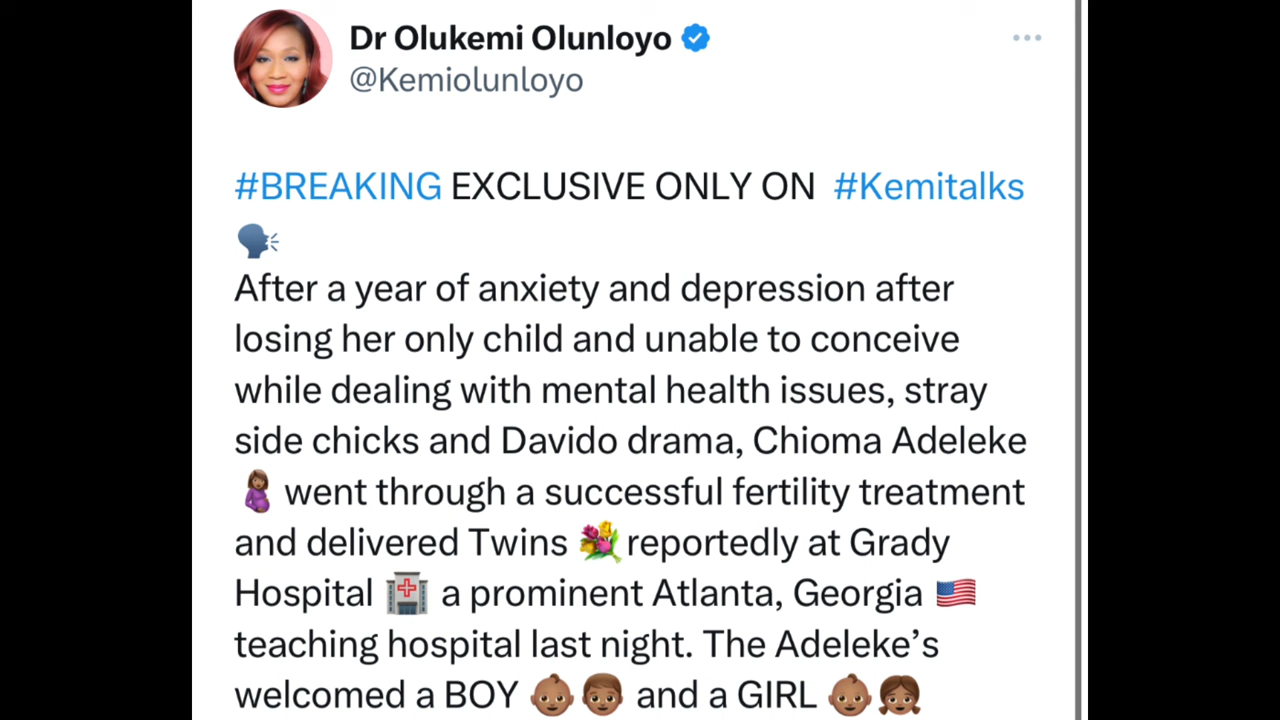 Dr Olukemi Olunloyo
@Kemiolunloyo
#BREAKING EXCLUSIVE ONLY ON #Kemitalks
🗣️
After a year of anxiety and depression after
losing her only child and unable to conceive
while dealing with mental health issues, stray
side chicks and Davido drama, Chioma Adeleke
🤰🏾 went through a successful fertility treatment
and delivered Twins 💐 reportedly at Grady
Hospital 🏥 a prominent Atlanta, Georgia 🇺🇸
teaching hospital last night. The Adeleke’s
welcomed a BOY 👶🏾👦🏾 and a GIRL 👶🏾👧🏾